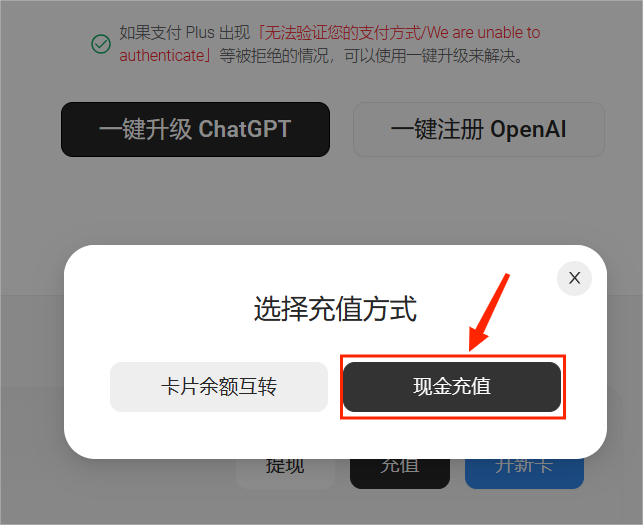 如果支付 Plus 出现「无法验证您的支付方式/We are unable to
authenticate」等被拒绝的情况，可以使用一键升级来解决。
一键升级 ChatGPT
一键注册 OpenAI
X
选择充值方式
卡片余额互转
现金充值
提现
充值
开新卡